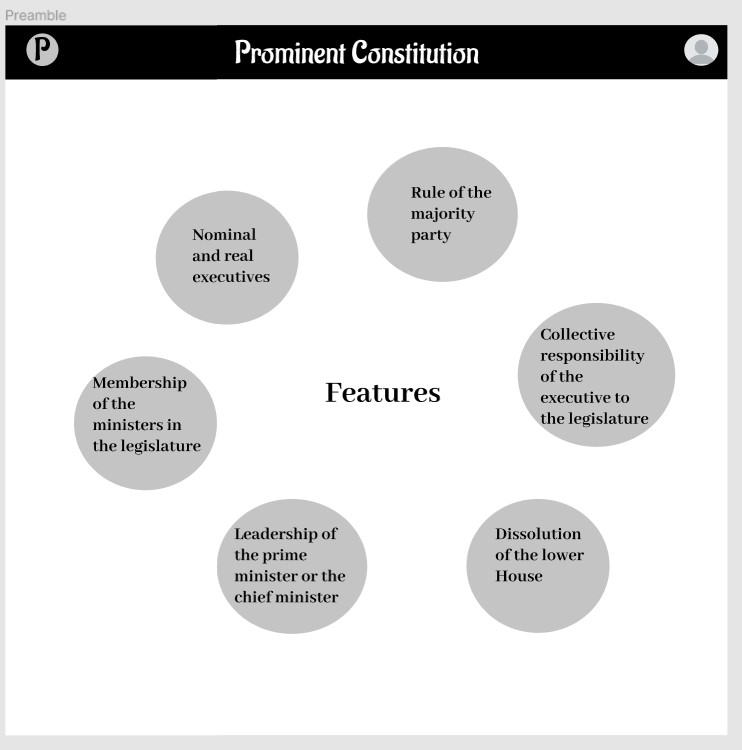 Preamble
P
Prominent Constitution
Rule of the
majority
party
Nominal
and real
executives
Collective
responsibility
of the
executive to
the legislature
Membership
of the
ministers in
the legislature
Features
Leadership of
the prime
minister or the
chief minister
Dissolution
of the lower
House